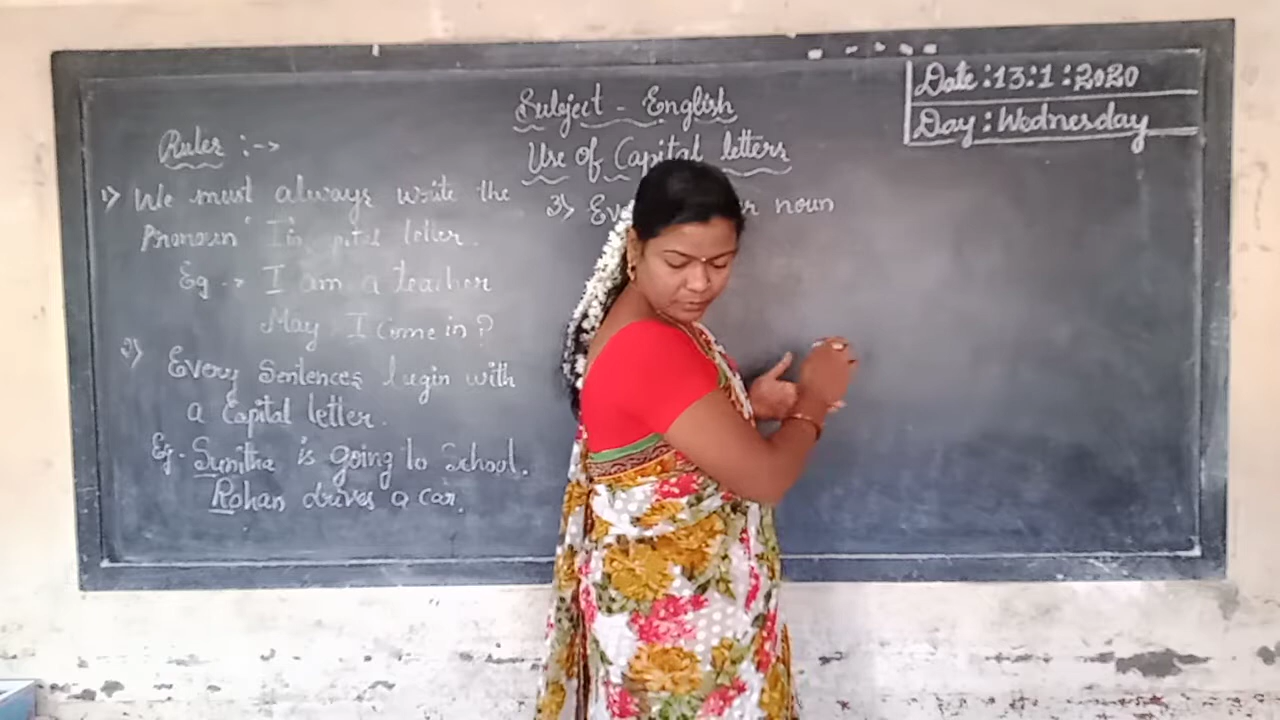 Date : 13 : 1 : 2020
Day : Wednesday
Subject - English
Use of Capital letters
Rules :->
1) We must always write the
Pronoun 'I' in capital letter.
Eg -> I am a teacher
May I come in ?
2) Every Sentences begin with
a Capital letter.
Eg - Sunitha is going to School.
Rohan drives a car.
3) noun